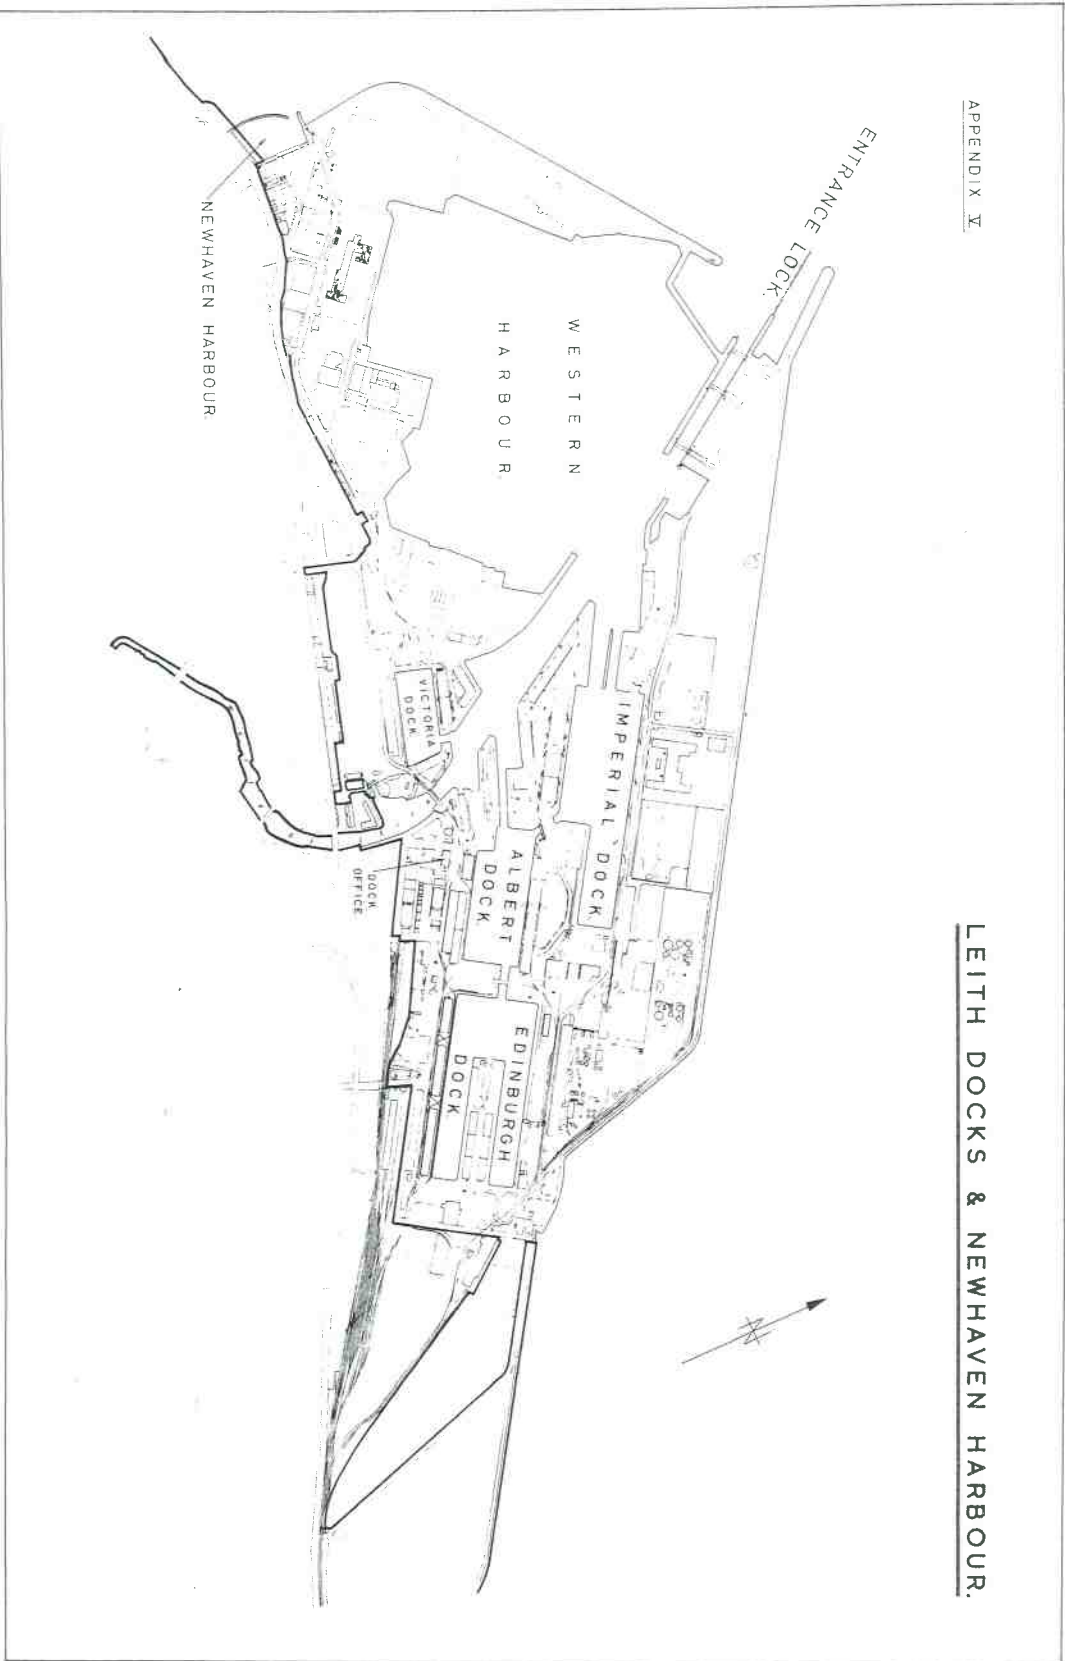 APPENDIX V
LEITH DOCKS & NEWHAVEN HARBOUR.
ENTRANCE LOCK.
WESTERN
HARBOUR.
NEWHAVEN HARBOUR.
IMPERIAL DOCK
VICTORIA
DOCK
ALBERT
DOCK
EDINBURGH
DOCK
DOCK
OFFICE
N